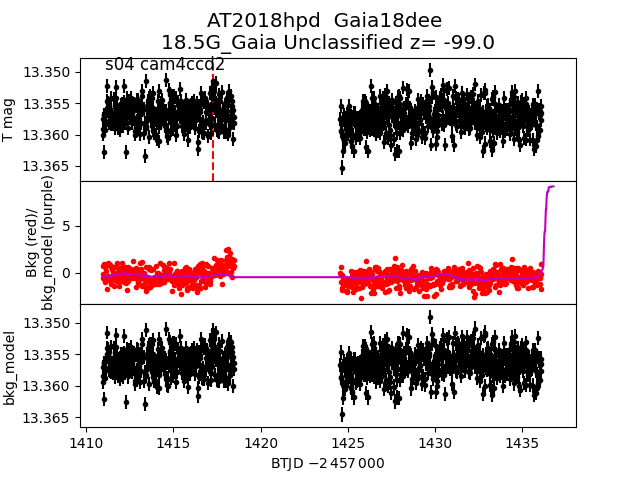 AT2018hpd  Gaia18dee
18.5G_Gaia Unclassified z= -99.0
s04 cam4ccd2
T mag
13.350
13.355
13.360
13.365
Bkg (red)/
bkg_model (purple)
5
0
bkg_model
13.350
13.355
13.360
13.365
1410 1415 1420 1425 1430 1435
BTJD −2 457 000